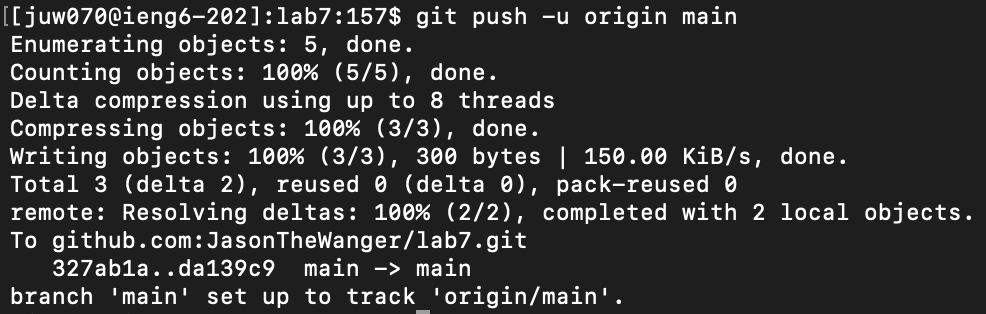 [[juw070@ieng6-202]:lab7:157$ git push -u origin main
Enumerating objects: 5, done.
Counting objects: 100% (5/5), done.
Delta compression using up to 8 threads
Compressing objects: 100% (3/3), done.
Writing objects: 100% (3/3), 300 bytes | 150.00 KiB/s, done.
Total 3 (delta 2), reused 0 (delta 0), pack-reused 0
remote: Resolving deltas: 100% (2/2), completed with 2 local objects.
To github.com:JasonTheWanger/lab7.git
   327ab1a..da139c9  main -> main
branch 'main' set up to track 'origin/main'.